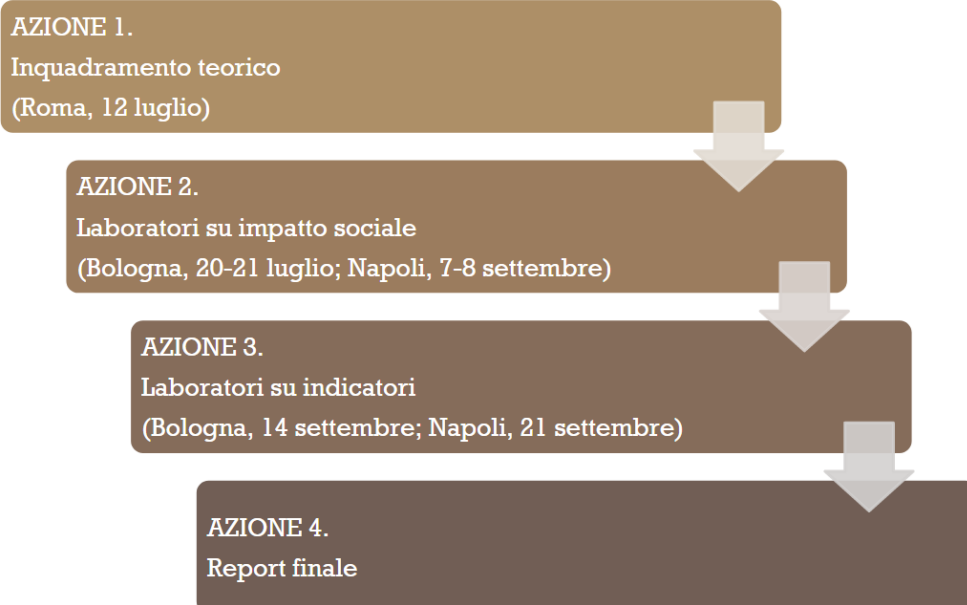 AZIONE 1.
Inquadramento teorico
(Roma, 12 luglio)
AZIONE 2.
Laboratori su impatto sociale
(Bologna, 20-21 luglio; Napoli, 7-8 settembre)
AZIONE 3.
Laboratori su indicatori
(Bologna, 14 settembre; Napoli, 21 settembre)
AZIONE 4.
Report finale